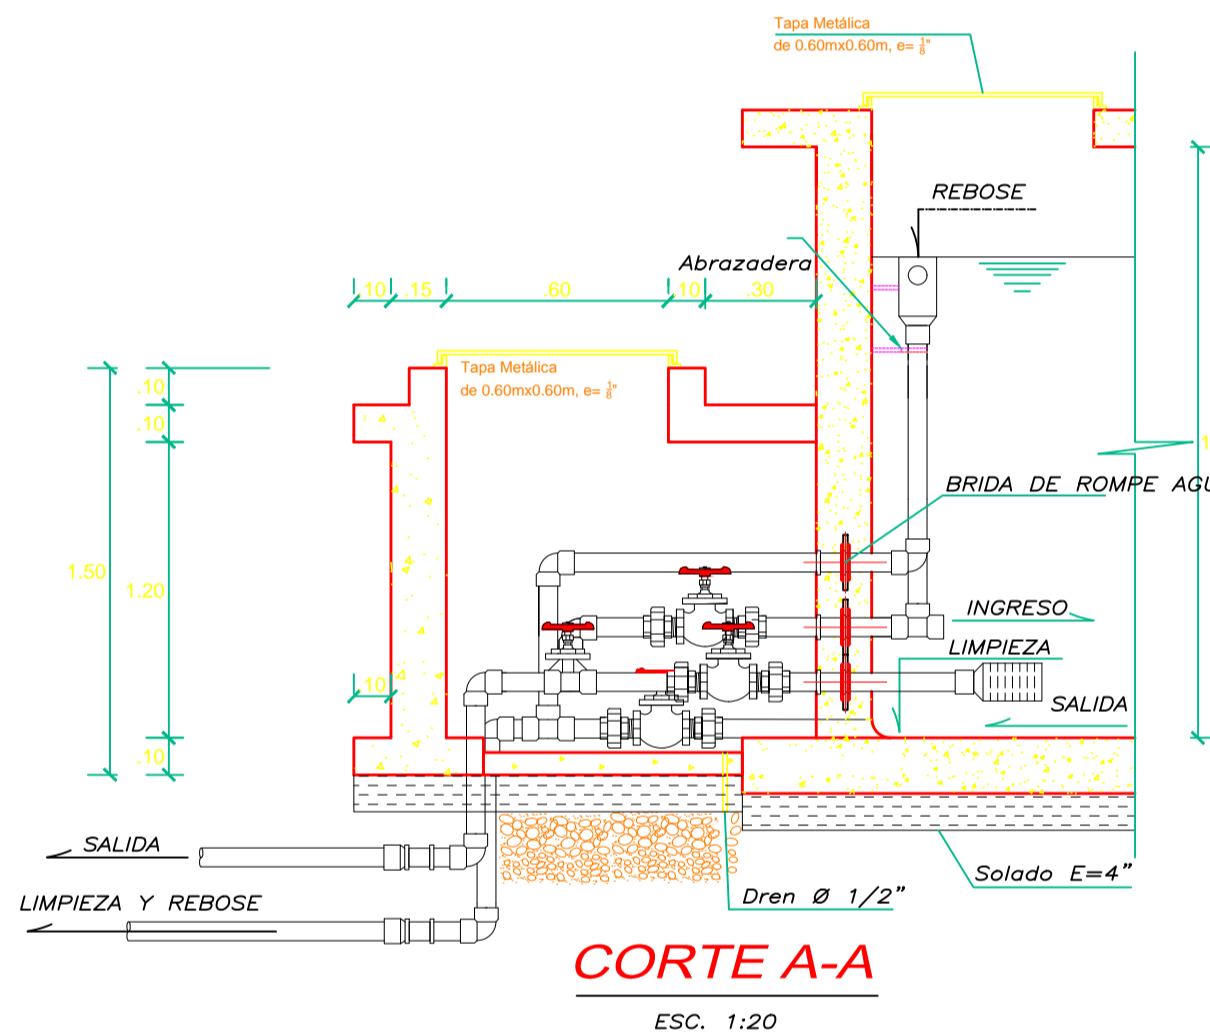 Tapa Metálica
de 0.60mx0.60m, e= 1/8"
REBOSE
Abrazadera
.10 .15 .60 .10 .30
Tapa Metálica
de 0.60mx0.60m, e= 1/8"
.10
.10
BRIDA DE ROMPE AGU
1.50
1.20
INGRESO
LIMPIEZA
.10
SALIDA
.10
SALIDA
Solado E=4"
LIMPIEZA Y REBOSE
Dren Ø 1/2"
CORTE A-A
ESC. 1:20